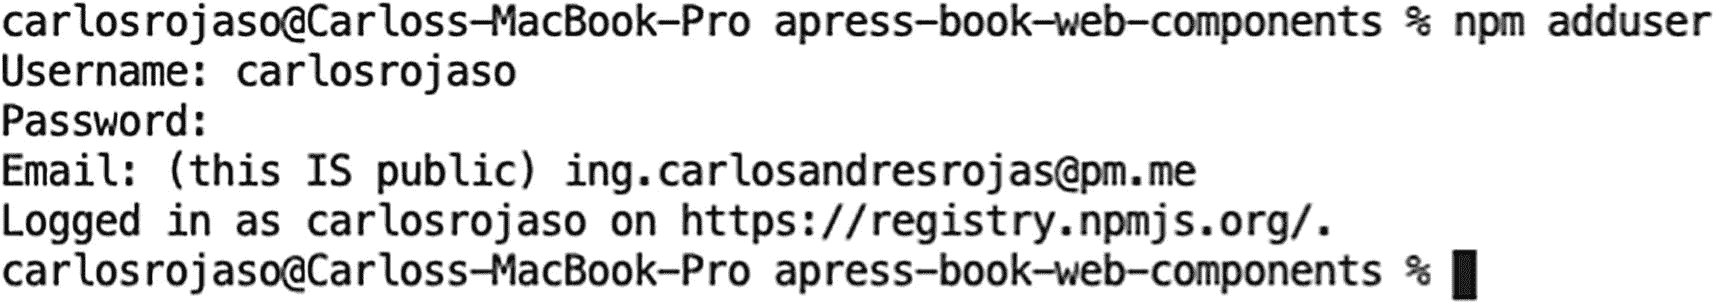 carlosrojaso@Carloss-MacBook-Pro apress-book-web-components % npm adduser
Username: carlosrojaso
Password:
Email: (this IS public) ing.carlosandresrojas@pm.me
Logged in as carlosrojaso on https://registry.npmjs.org/.
carlosrojaso@Carloss-MacBook-Pro apress-book-web-components %